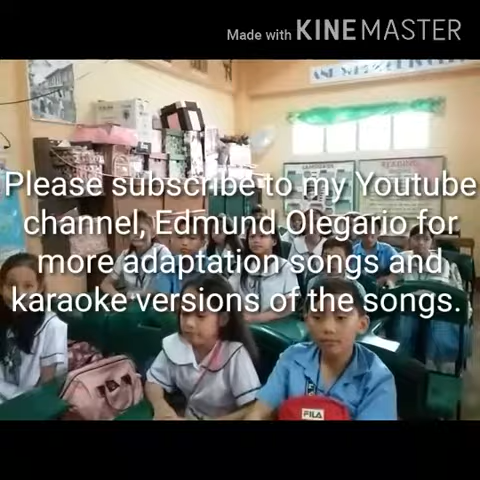 Made with KINEMASTER
Please subscribe to my Youtube
channel, Edmund Olegario for
more adaptation songs and
karaoke versions of the songs.
READING
FILA